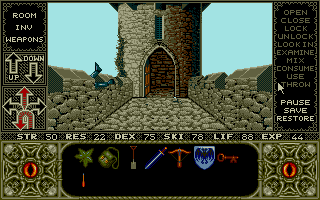 ROOM
INV
WEAPONS
UP
DOWN
OPEN
CLOSE
LOCK
UNLOCK
LOOK IN
EXAMINE
MIX
CONSUME
USE
THROW
PAUSE
SAVE
RESTORE
STR 50 RES 22 DEX 75 SKI 78 LIF 88 EXP 44